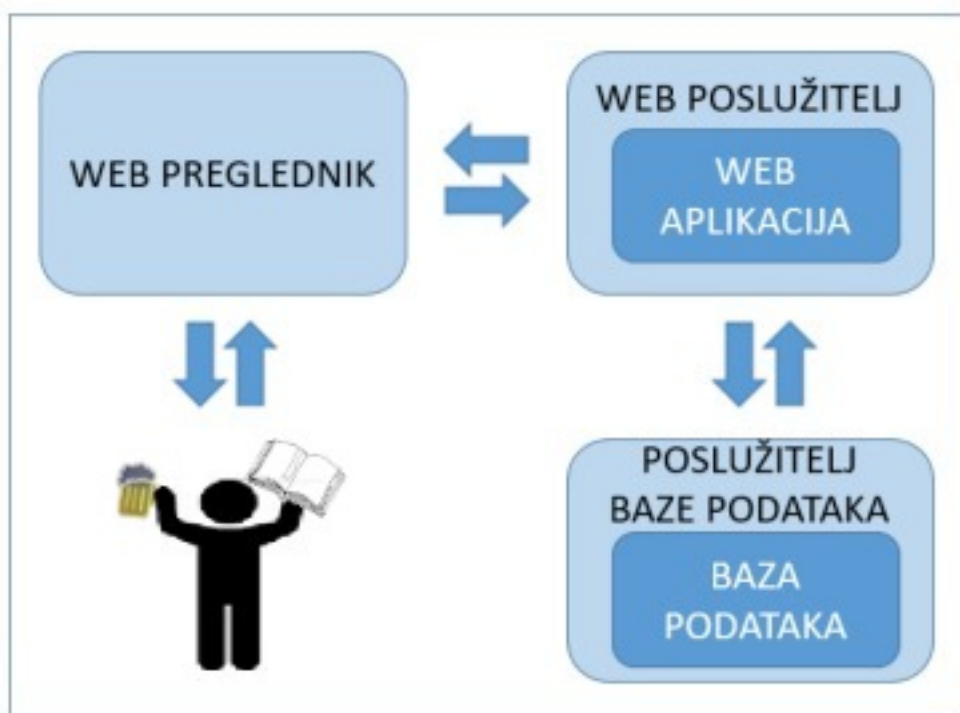 WEB PREGLEDNIK
WEB POSLUŽITELJ
WEB
APLIKACIJA
POSLUŽITELJ
BAZE PODATAKA
BAZA
PODATAKA